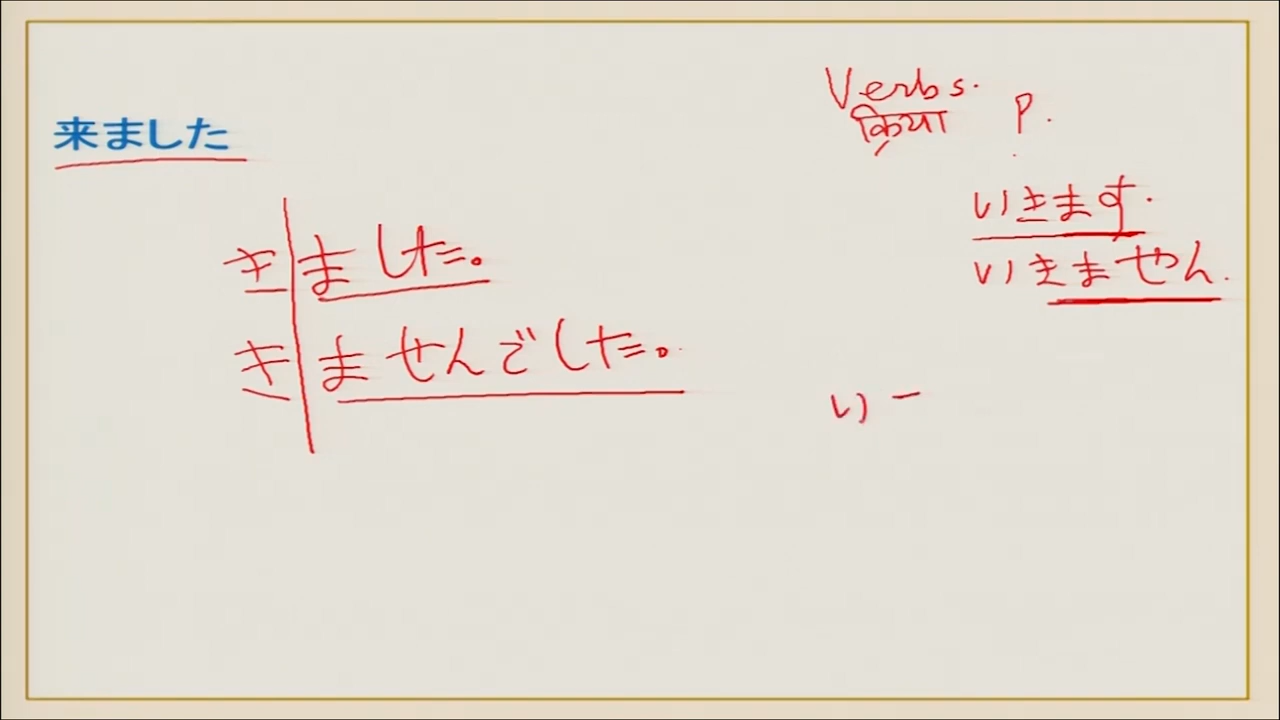 来ました
Verbs.
क्रिया
P.
いきます.
いきません.
きました。
きませんでした。
い ー